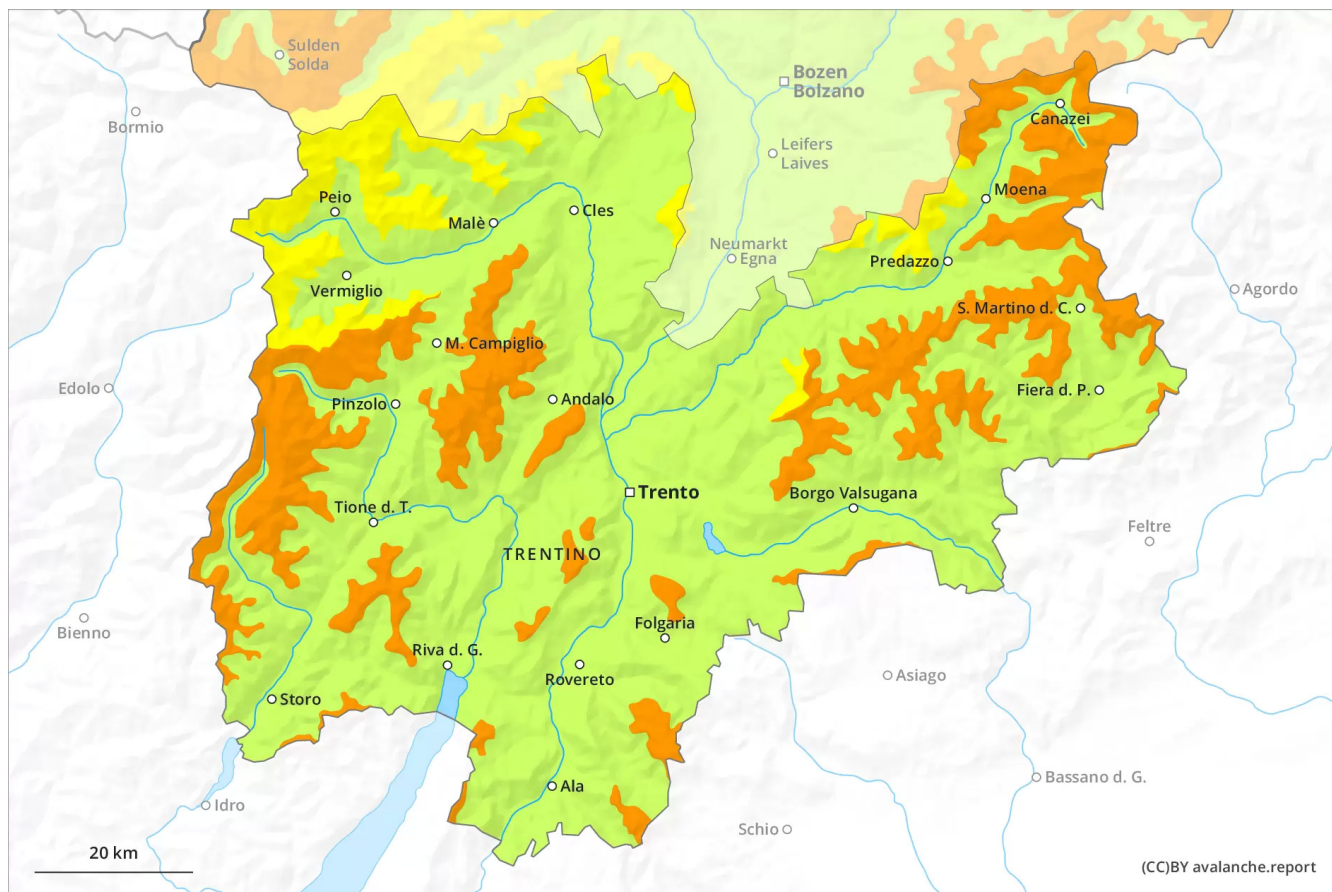 Sulden
Solda
Bozen
Bolzano
Bormio
Canazei
Leifers
Laives
Moena
Peio
Malè
Cles
Neumarkt
Egna
Predazzo
Vermiglio
Agordo
S. Martino d. C.
M. Campiglio
Edolo
Fiera d. P.
Andalo
Pinzolo
Trento
Borgo Valsugana
Tione d. T.
Feltre
TRENTINO
Bienno
Folgaria
Riva d. G.
Rovereto
Asiago
Storo
Bassano d. G.
Ala
Idro
Schio
20 km
(CC)BY avalanche.report